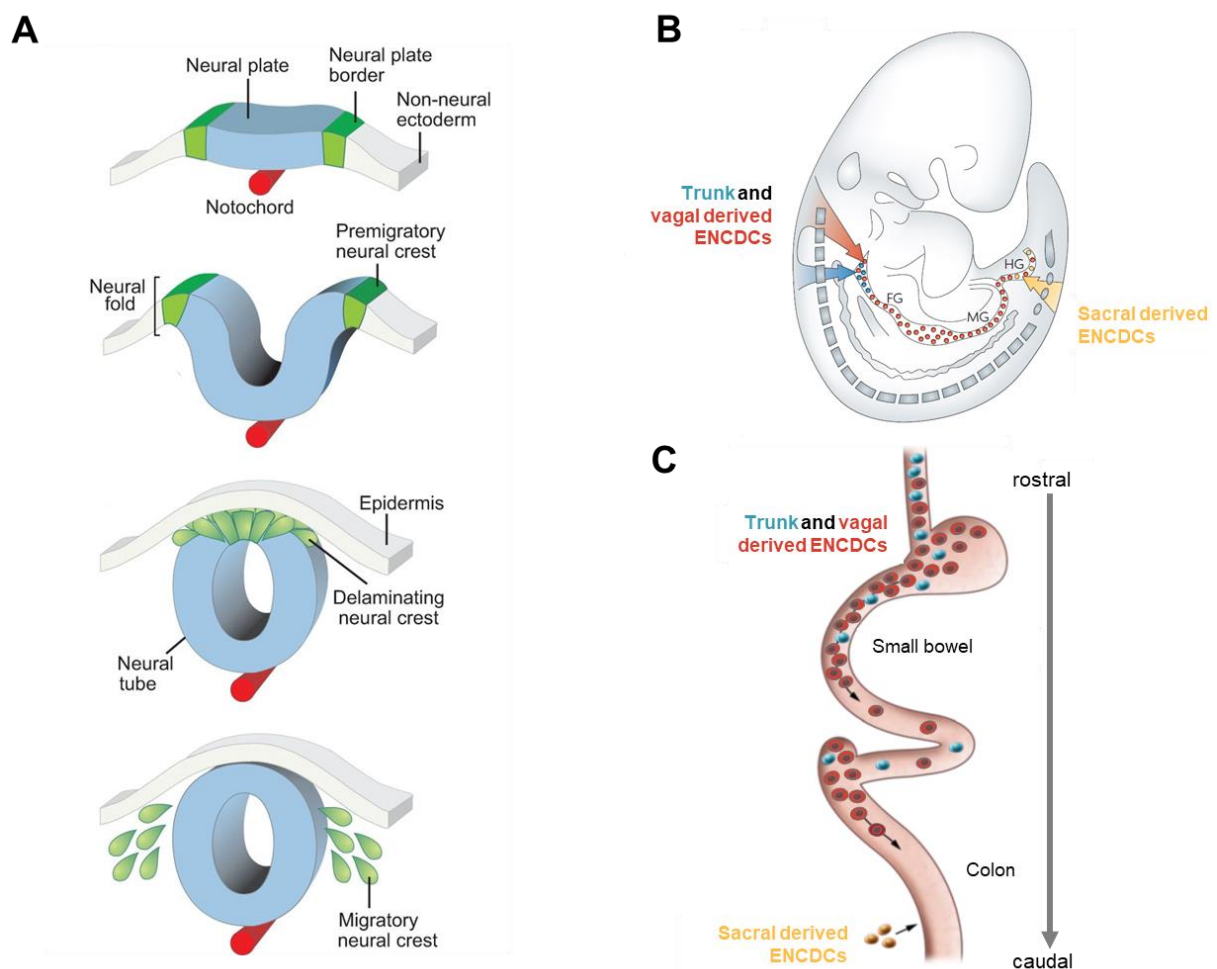 A
Neural plate
Neural plate
border
Non-neural
ectoderm
Notochord
Premigratory
neural crest
Neural
fold
Epidermis
Delaminating
neural crest
Neural
tube
Migratory
neural crest
B
Trunk and
vagal derived
ENCDCs
HG
FG
MG
Sacral derived
ENCDCs
C
rostral
Trunk and vagal
derived ENCDCs
Small bowel
Colon
Sacral derived
ENCDCs
caudal